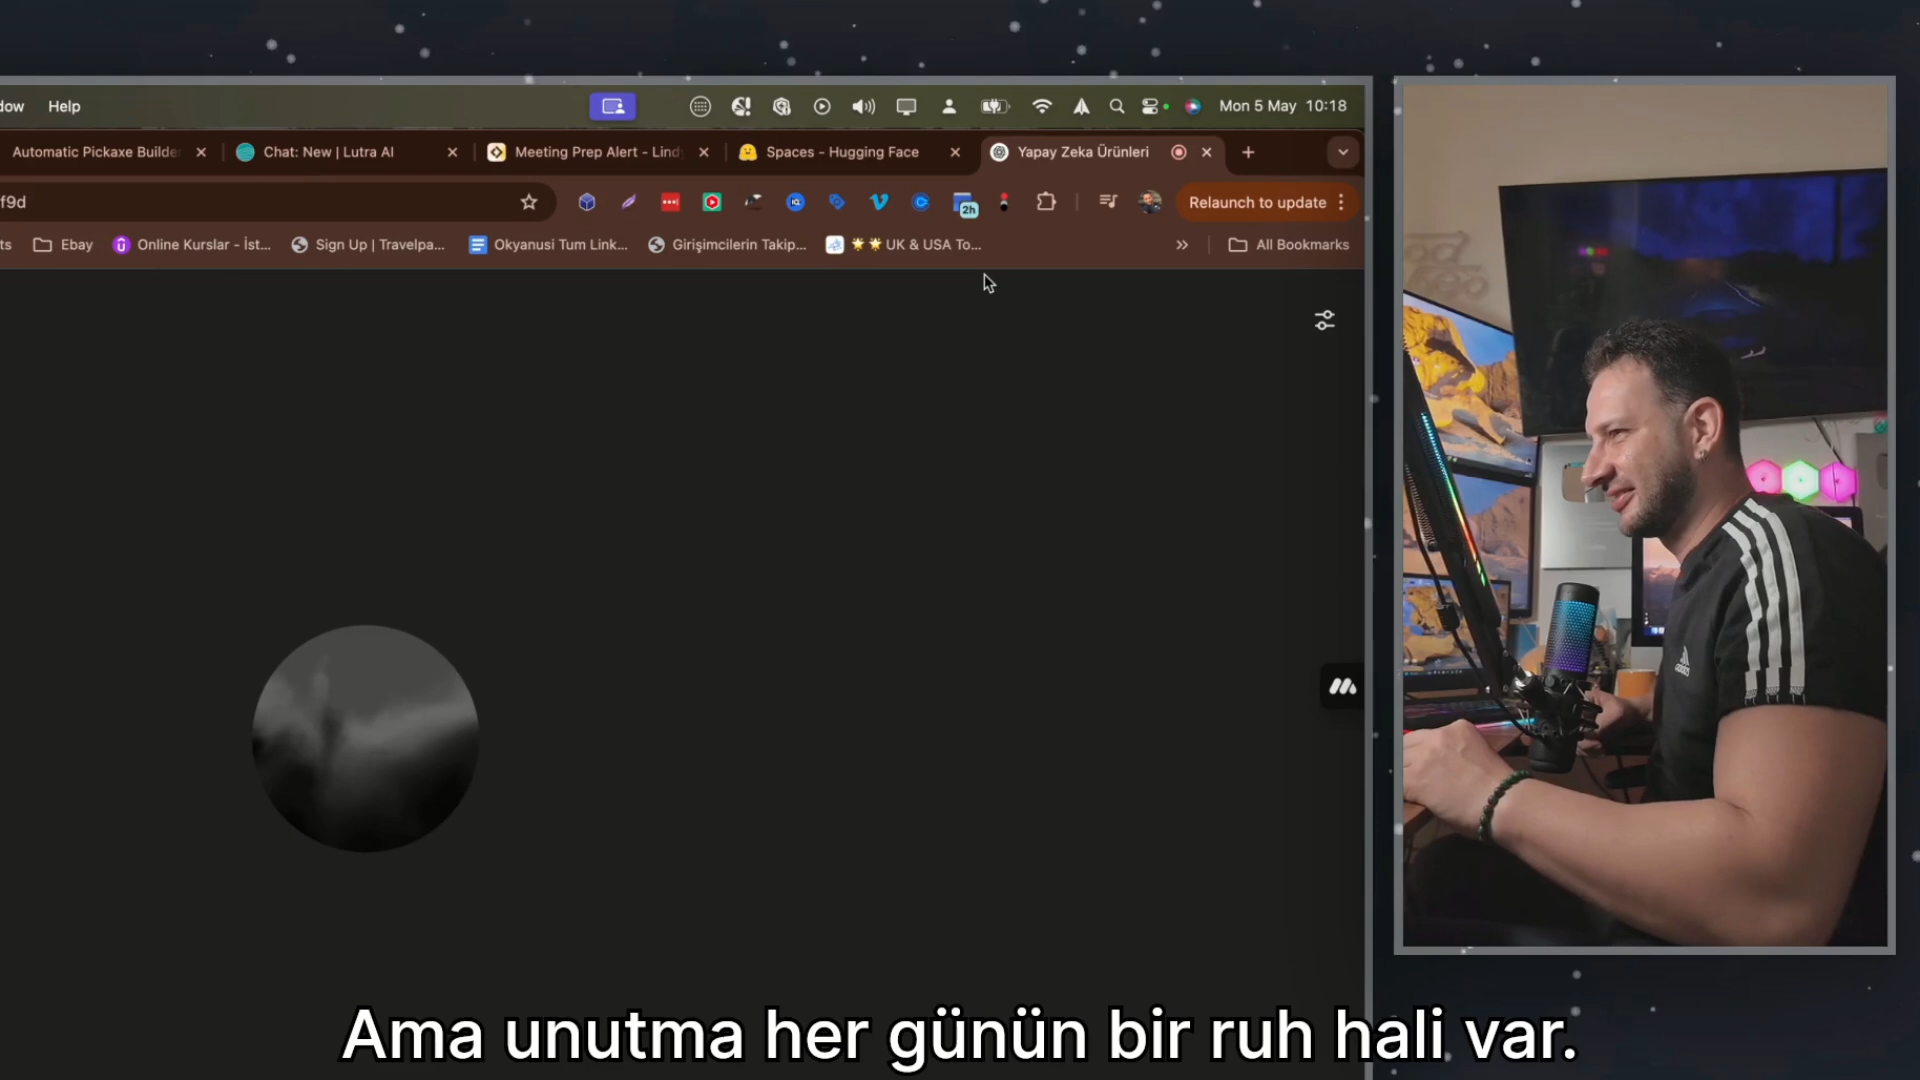 dow Help Mon 5 May 10:18
Automatic Pickaxe Builde Chat: New | Lutra AI Meeting Prep Alert - Lind Spaces - Hugging Face Yapay Zeka Ürünleri
f9d 2h Relaunch to update
ts Ebay Online Kurslar - İst... Sign Up | Travelpa... Okyanusi Tum Link... Girişimcilerin Takip... UK & USA To... All Bookmarks
adidas
Ama unutma her günün bir ruh hali var.